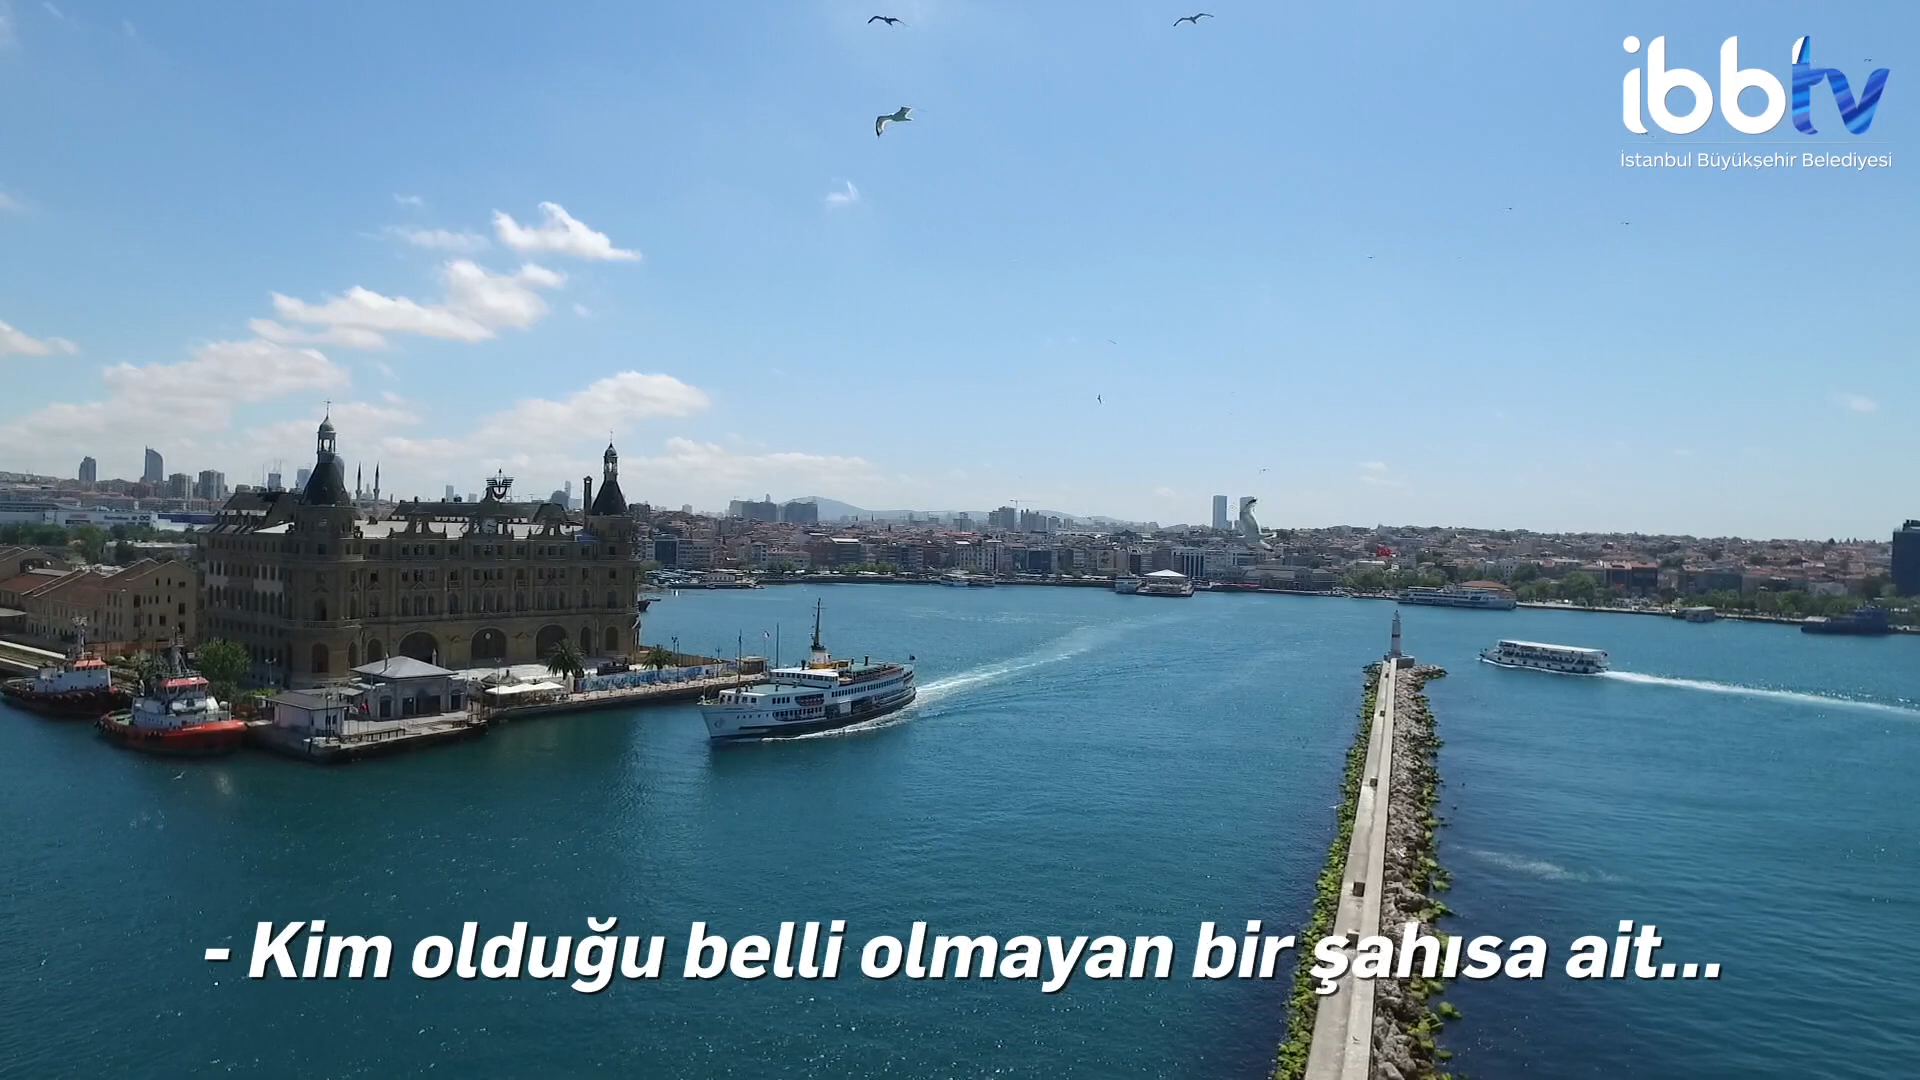 ibbtv
İstanbul Büyükşehir Belediyesi
- Kim olduğu belli olmayan bir şahısa ait...